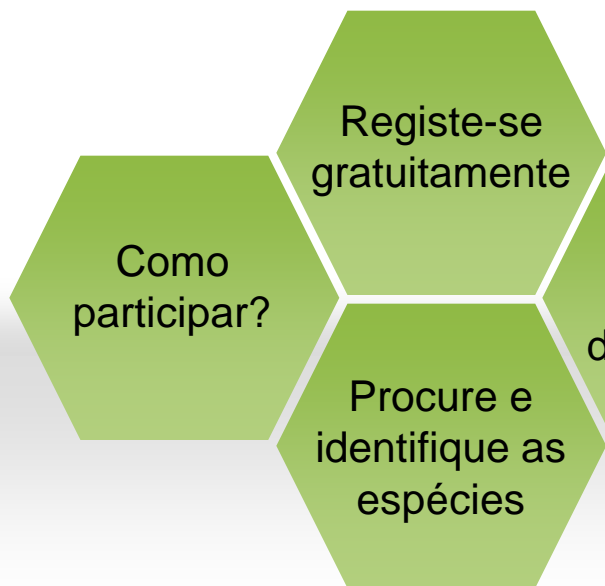 Como
participar?
Registe-se
gratuitamente
Procure e
identifique as
espécies